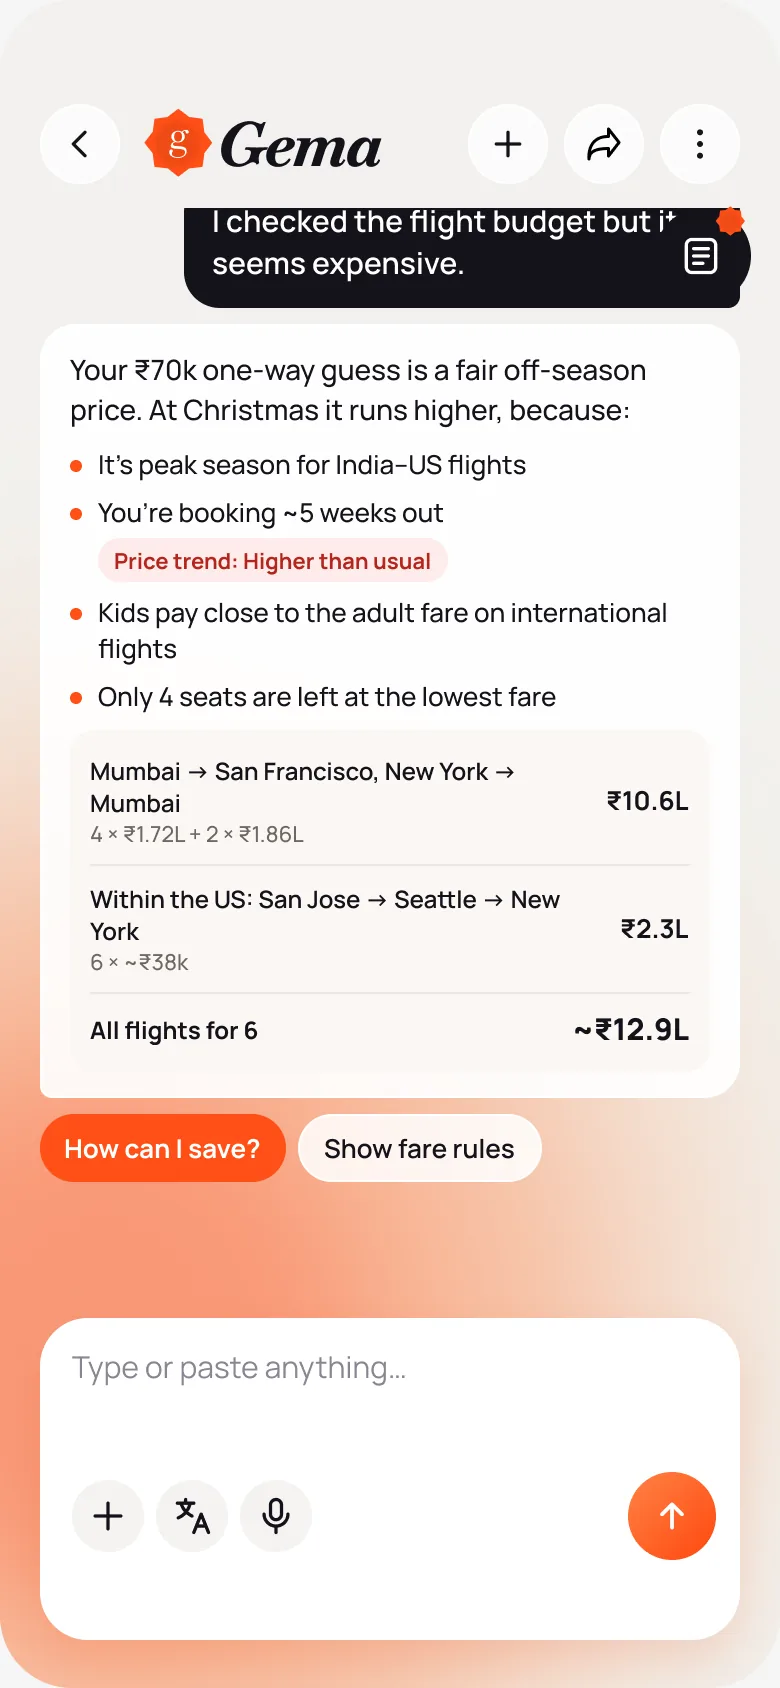 g Gema
I checked the flight budget but it
seems expensive.
Your ₹70k one-way guess is a fair off-season
price. At Christmas it runs higher, because:
It's peak season for India–US flights
You're booking ~5 weeks out
Price trend: Higher than usual
Kids pay close to the adult fare on international
flights
Only 4 seats are left at the lowest fare
Mumbai → San Francisco, New York →
Mumbai
₹10.6L
4 × ₹1.72L + 2 × ₹1.86L
Within the US: San Jose → Seattle → New
York
₹2.3L
6 × ~₹38k
All flights for 6
~₹12.9L
How can I save?
Show fare rules
Type or paste anything...
文A